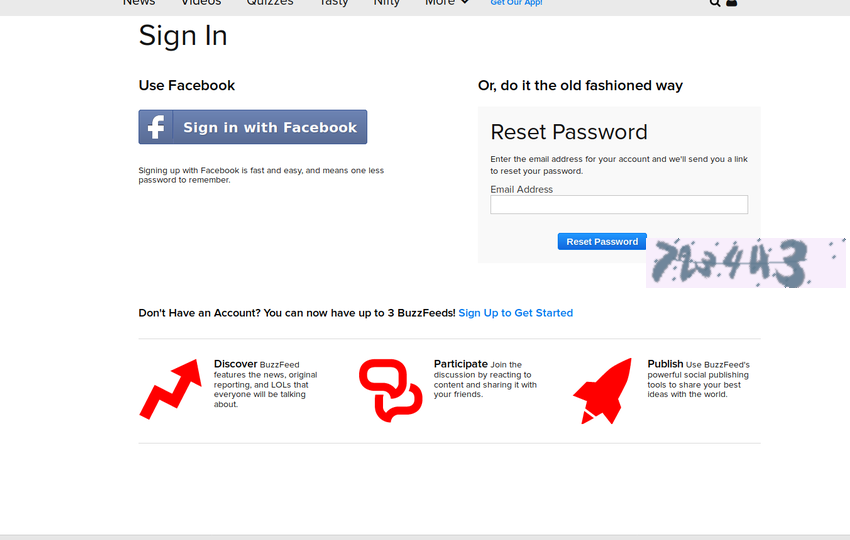 News Videos Quizzes Tasty Nifty More Get Our App!
Sign In
Use Facebook
Sign in with Facebook
Signing up with Facebook is fast and easy, and means one less
password to remember.
Or, do it the old fashioned way
Reset Password
Enter the email address for your account and we'll send you a link
to reset your password.
Email Address
Reset Password
Don't Have an Account? You can now have up to 3 BuzzFeeds! Sign Up to Get Started
Discover BuzzFeed
features the news, original
reporting, and LOLs that
everyone will be talking
about.
Participate Join the
discussion by reacting to
content and sharing it with
your friends.
Publish Use BuzzFeed's
powerful social publishing
tools to share your best
ideas with the world.